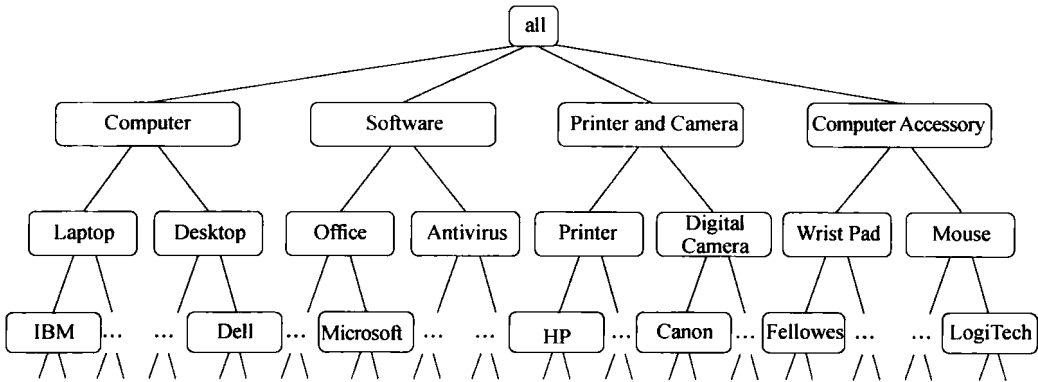 all
Computer
Software
Printer and Camera
Computer Accessory
Laptop
Desktop
Office
Antivirus
Printer
Digital
Camera
Wrist Pad
Mouse
IBM
...
...
Dell
...
Microsoft
...
...
HP
...
Canon
...
Fellowes
...
...
LogiTech